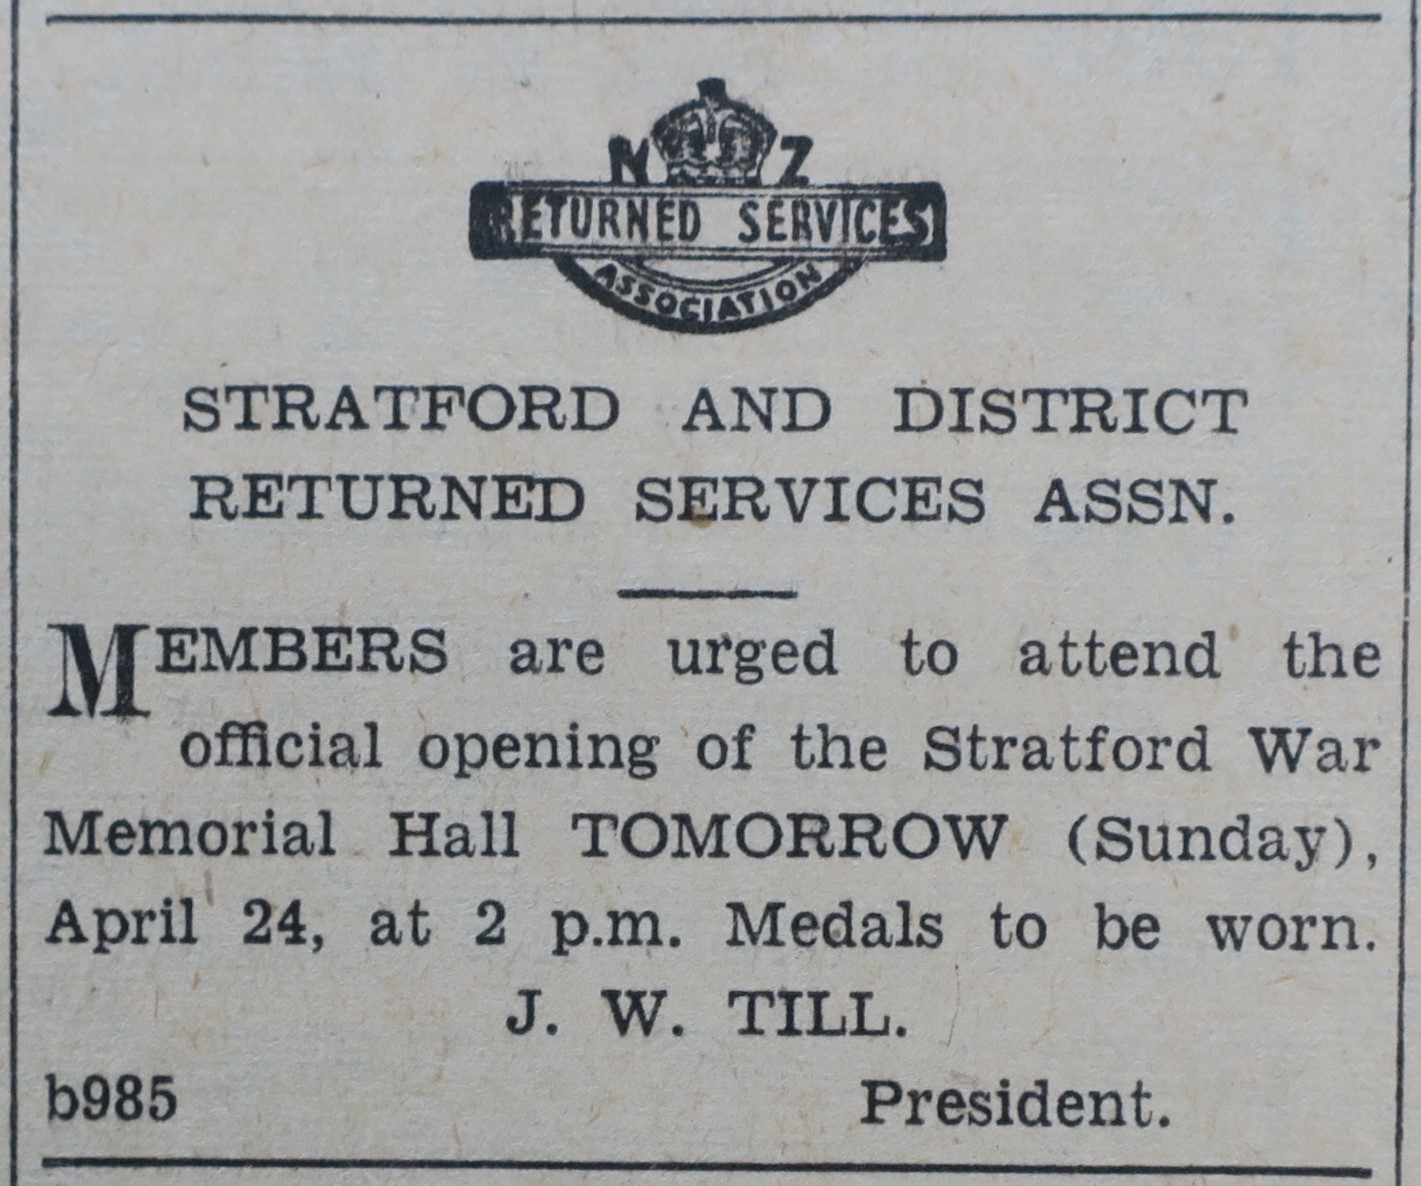 N Z
RETURNED SERVICES
ASSOCIATION
STRATFORD AND DISTRICT
RETURNED SERVICES ASSN.
MEMBERS are urged to attend the
official opening of the Stratford War
Memorial Hall TOMORROW (Sunday),
April 24, at 2 p.m. Medals to be worn.
J. W. TILL.
b985 President.